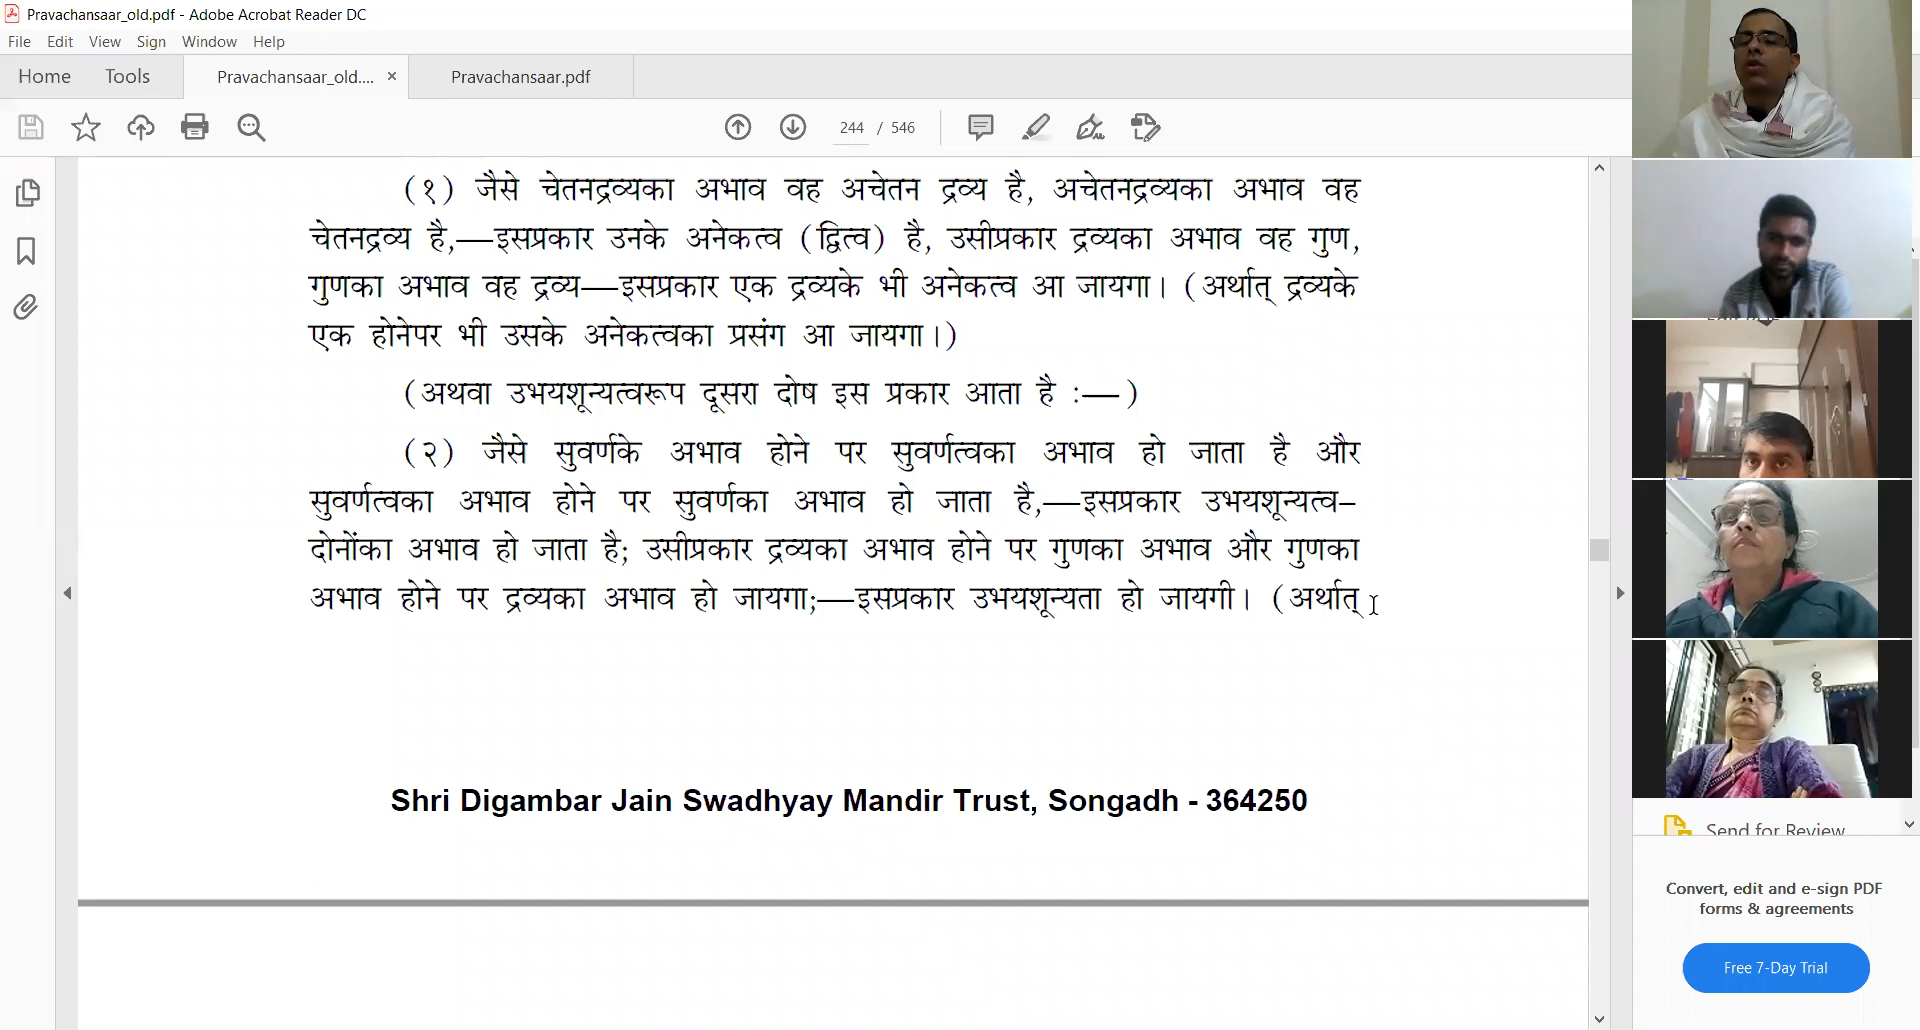 Pravachansaar_old.pdf - Adobe Acrobat Reader DC
File Edit View Sign Window Help
Home Tools Pravachansaar_old.... × Pravachansaar.pdf
244 / 546
(१) जैसे चेतनद्रव्यका अभाव वह अचेतन द्रव्य है, अचेतनद्रव्यका अभाव वह
चेतनद्रव्य है,—इसप्रकार उनके अनेकत्व (द्वित्व) है, उसीप्रकार द्रव्यका अभाव वह गुण,
गुणका अभाव वह द्रव्य—इसप्रकार एक द्रव्यके भी अनेकत्व आ जायगा। (अर्थात् द्रव्यके
एक होनेपर भी उसके अनेकत्वका प्रसंग आ जायगा।)
(अथवा उभयशून्यत्वरूप दूसरा दोष इस प्रकार आता है :—)
(२) जैसे सुवर्णके अभाव होने पर सुवर्णत्वका अभाव हो जाता है और
सुवर्णत्वका अभाव होने पर सुवर्णका अभाव हो जाता है,—इसप्रकार उभयशून्यत्व–
दोनोंका अभाव हो जाता है; उसीप्रकार द्रव्यका अभाव होने पर गुणका अभाव और गुणका
अभाव होने पर द्रव्यका अभाव हो जायगा;—इसप्रकार उभयशून्यता हो जायगी। (अर्थात्
Shri Digambar Jain Swadhyay Mandir Trust, Songadh - 364250
Send for Review
Convert, edit and e-sign PDF
forms & agreements
Free 7-Day Trial